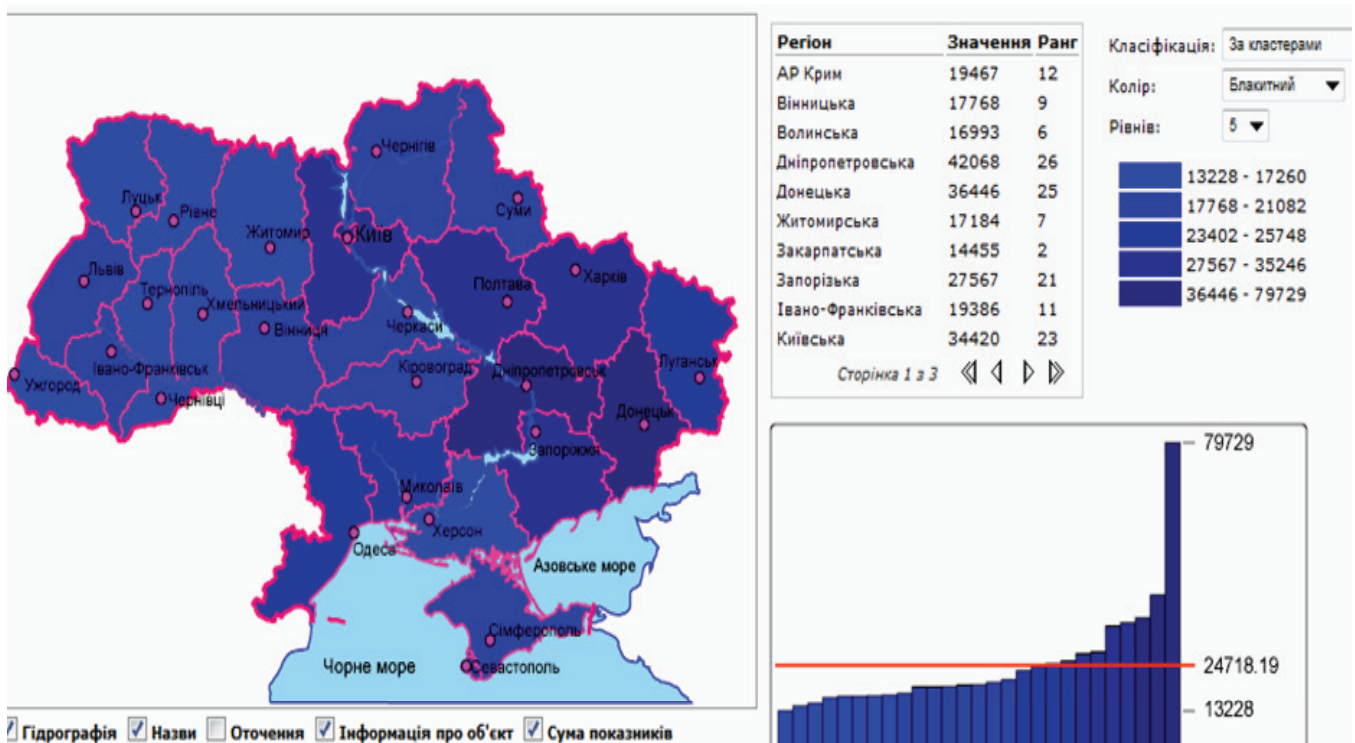 Чернігів
Луцьк
Рівне
Суми
Житомир
Київ
Львів
Тернопіль
Хмельницький
Вінниця
Полтава
Харків
Черкаси
Івано-Франківськ
Кіровоград
Дніпропетровськ
Луганськ
Ужгород
Чернівці
Донецьк
Запоріжжя
Миколаїв
Херсон
Одеса
Азовське море
Сімферополь
Чорне море
Севастополь
Гідрографія Назви Оточення Інформація про об'єкт Сума показників
Регіон Значення Ранг
АР Крим 19467 12
Вінницька 17768 9
Волинська 16993 6
Дніпропетровська 42068 26
Донецька 36446 25
Житомирська 17184 7
Закарпатська 14455 2
Запорізька 27567 21
Івано-Франківська 19386 11
Київська 34420 23
Сторінка 1 з 3
Класіфікація: За кластерами
Колір: Блакитний
Рівнів: 5
13228 - 17260
17768 - 21082
23402 - 25748
27567 - 35246
36446 - 79729
79729
24718.19
13228